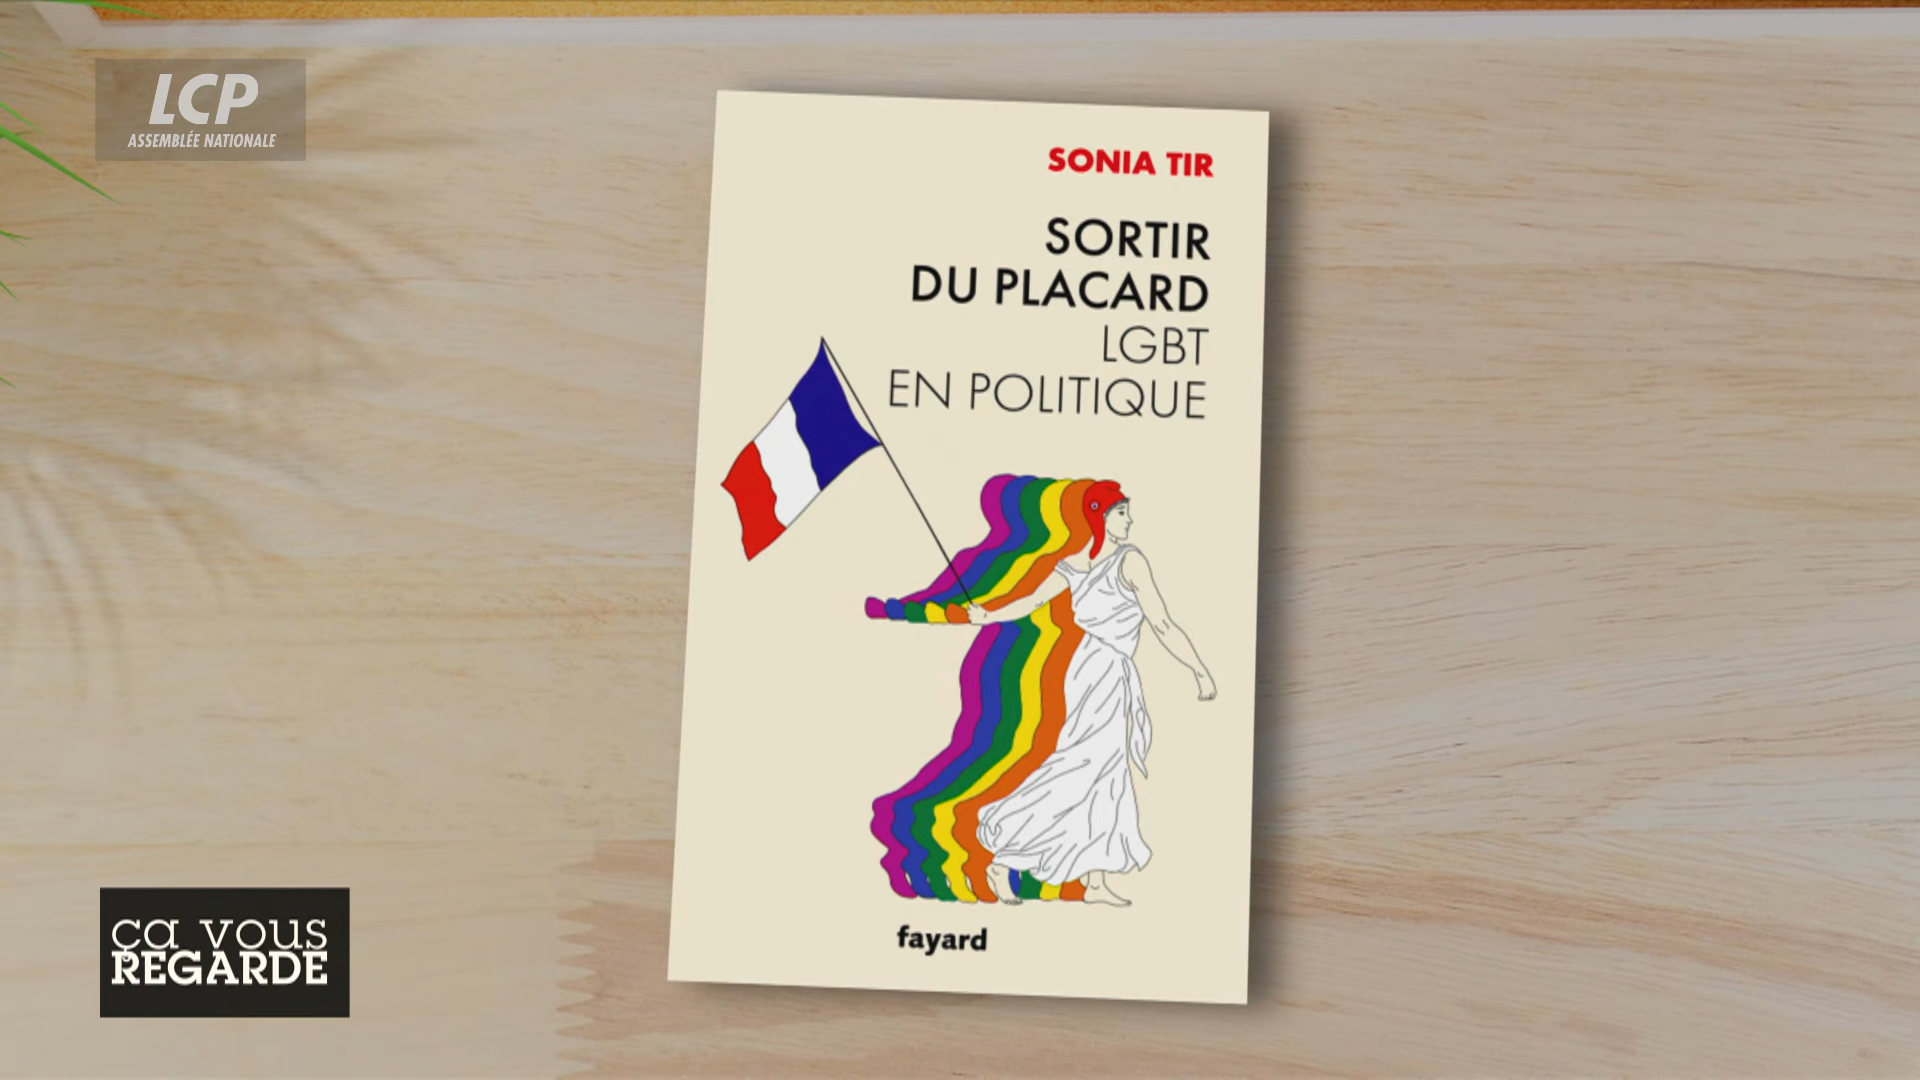 LCP
ASSEMBLÉE NATIONALE
SONIA TIR
SORTIR
DU PLACARD
LGBT
EN POLITIQUE
fayard
ça vous
REGARDE